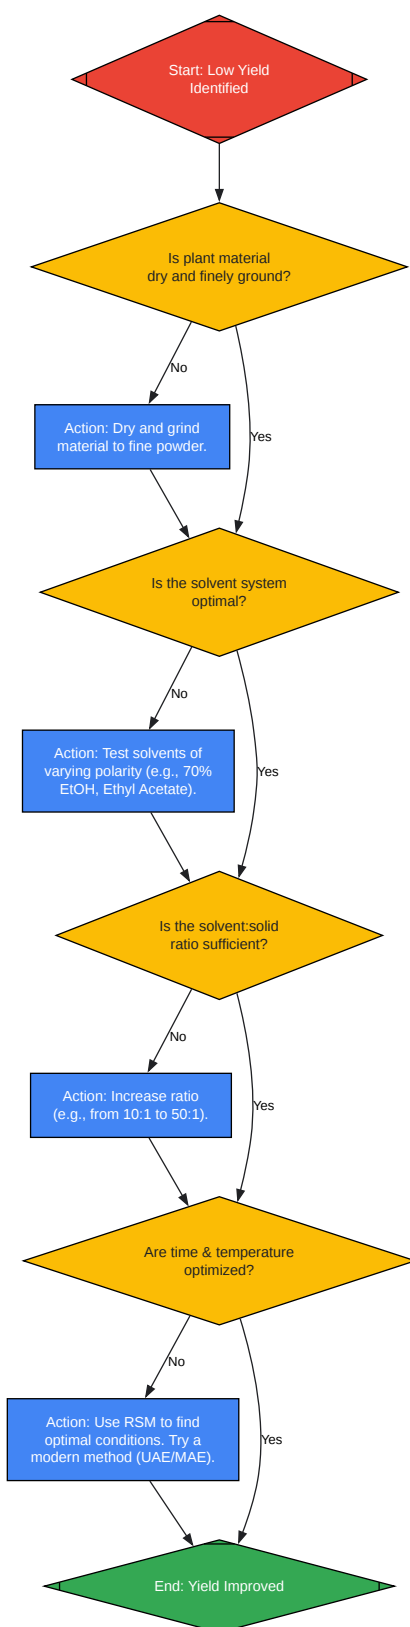 Start: Low Yield
Identified
Is plant material
dry and finely ground?
No
Yes
Action: Dry and grind
material to fine powder.
Is the solvent system
optimal?
No
Yes
Action: Test solvents of
varying polarity (e.g., 70%
EtOH, Ethyl Acetate).
Is the solvent:solid
ratio sufficient?
No
Yes
Action: Increase ratio
(e.g., from 10:1 to 50:1).
Are time & temperature
optimized?
No
Yes
Action: Use RSM to find
optimal conditions. Try a
modern method (UAE/MAE).
End: Yield Improved